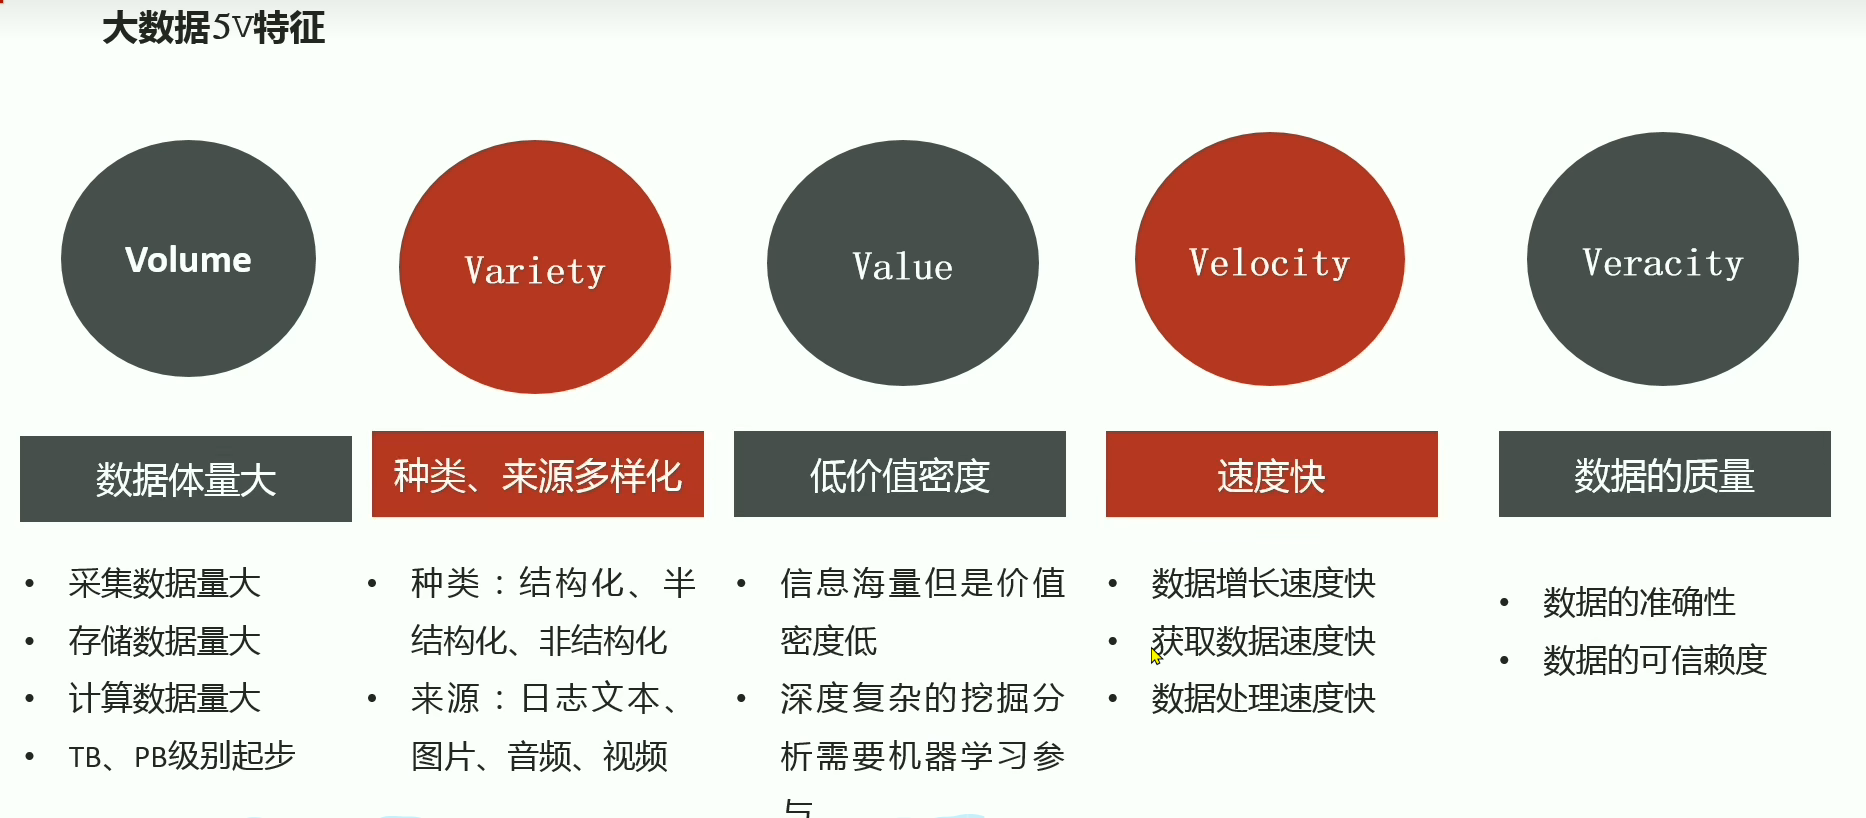 大数据5V特征
Volume
Variety
Value
Velocity
Veracity
数据体量大
种类、来源多样化
低价值密度
速度快
数据的质量
• 采集数据量大
• 存储数据量大
• 计算数据量大
• TB、PB级别起步
• 种类：结构化、半
结构化、非结构化
• 来源：日志文本、
图片、音频、视频
• 信息海量但是价值
密度低
• 深度复杂的挖掘分
析需要机器学习参
与
• 数据增长速度快
• 获取数据速度快
• 数据处理速度快
• 数据的准确性
• 数据的可信赖度